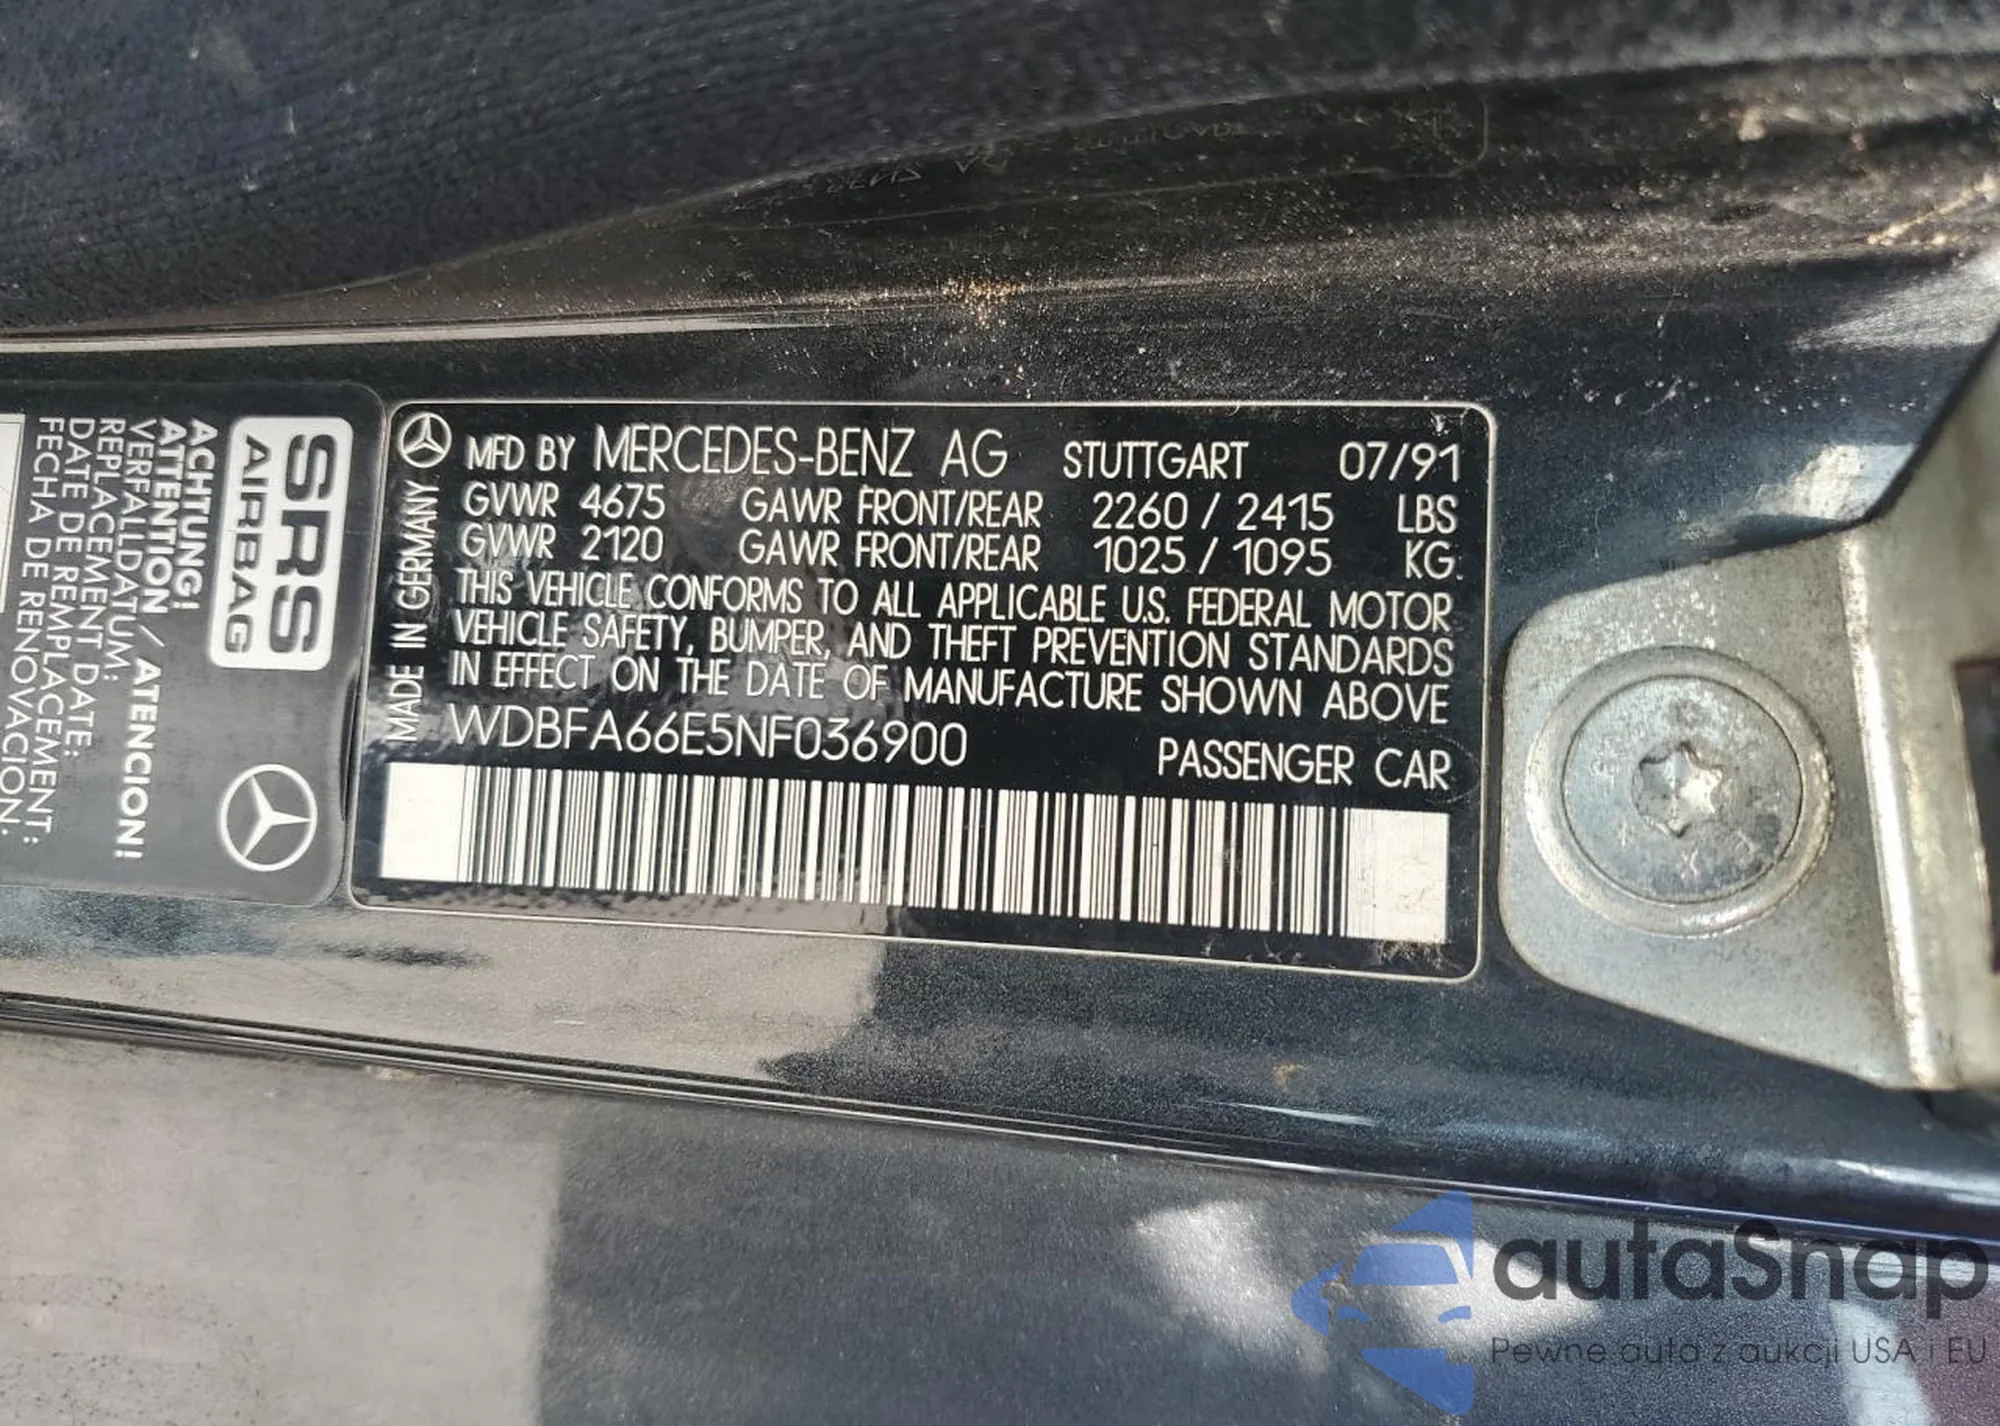 MFD BY MERCEDES-BENZ AG STUTTGART 07/91
GVWR 4675 GAWR FRONT/REAR 2260 / 2415 LBS
GVWR 2120 GAWR FRONT/REAR 1025 / 1095 KG.
THIS VEHICLE CONFORMS TO ALL APPLICABLE U.S. FEDERAL MOTOR
VEHICLE SAFETY, BUMPER, AND THEFT PREVENTION STANDARDS
IN EFFECT ON THE DATE OF MANUFACTURE SHOWN ABOVE
WDBFA66E5NF036900 PASSENGER CAR
MADE IN GERMANY
SRS
AIRBAG
ACHTUNG!
ATTENTION / ATENCION!
VERFALLDATUM:
REPLACEMENT DATE:
DATE DE REMPLACEMENT:
FECHA DE RENOVACION.
autaSnap
Pewne auta z aukcji USA i EU